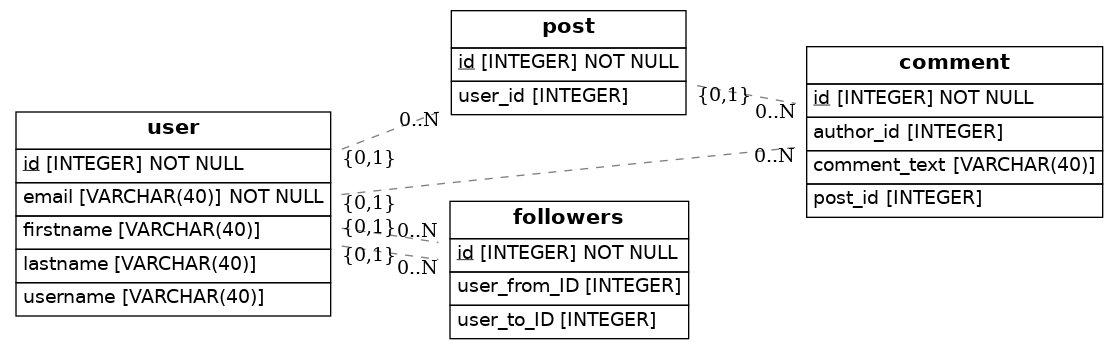 post
id [INTEGER] NOT NULL
user_id [INTEGER]
comment
id [INTEGER] NOT NULL
author_id [INTEGER]
comment_text [VARCHAR(40)]
post_id [INTEGER]
{0,1}
0..N
0..N
{0,1}
user
id [INTEGER] NOT NULL
email [VARCHAR(40)] NOT NULL
firstname [VARCHAR(40)]
lastname [VARCHAR(40)]
username [VARCHAR(40)]
0..N
{0,1}
{0,1}
0..N
{0,1}
0..N
followers
id [INTEGER] NOT NULL
user_from_ID [INTEGER]
user_to_ID [INTEGER]